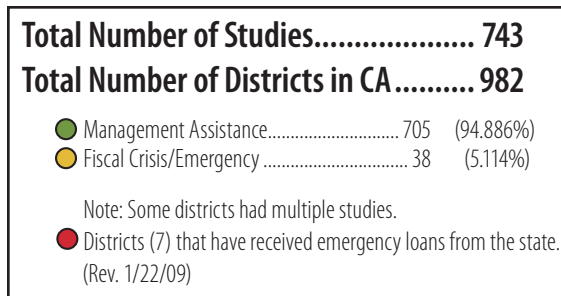 Total Number of Studies................... 743
Total Number of Districts in CA.......... 982
Management Assistance............................. 705 (94.886%)
Fiscal Crisis/Emergency ................................ 38 (5.114%)
Note: Some districts had multiple studies.
Districts (7) that have received emergency loans from the state.
(Rev. 1/22/09)